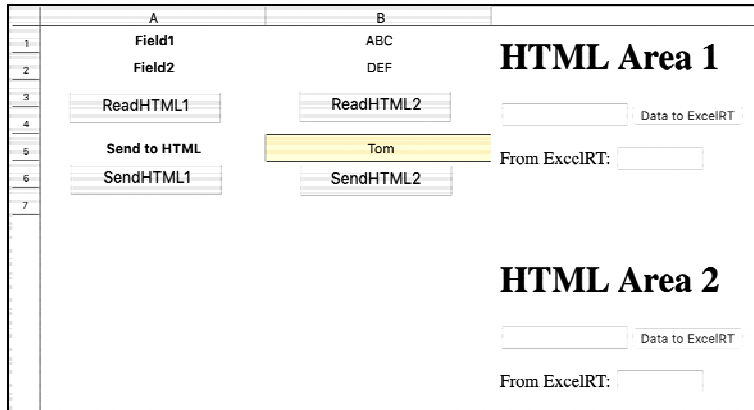 A B
1 Field1 ABC
2 Field2 DEF
HTML Area 1
3 ReadHTML1 ReadHTML2
4
Data to ExcelRT
5 Send to HTML Tom
From ExcelRT:
6 SendHTML1 SendHTML2
7
HTML Area 2
Data to ExcelRT
From ExcelRT: